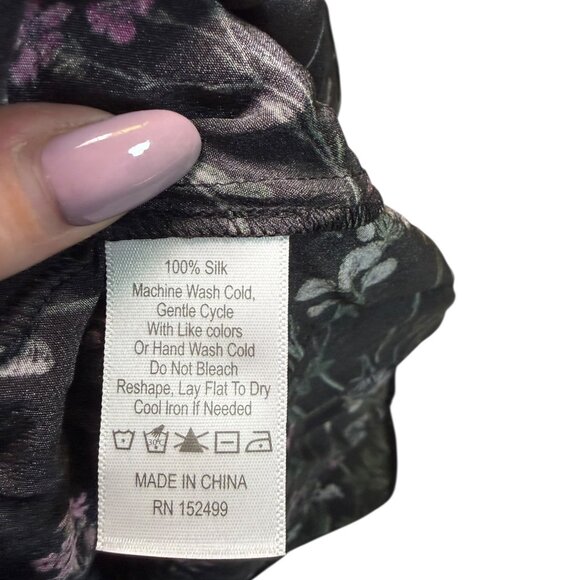 100% Silk
Machine Wash Cold,
Gentle Cycle
With Like colors
Or Hand Wash Cold
Do Not Bleach
Reshape, Lay Flat To Dry
Cool Iron If Needed
MADE IN CHINA
RN 152499